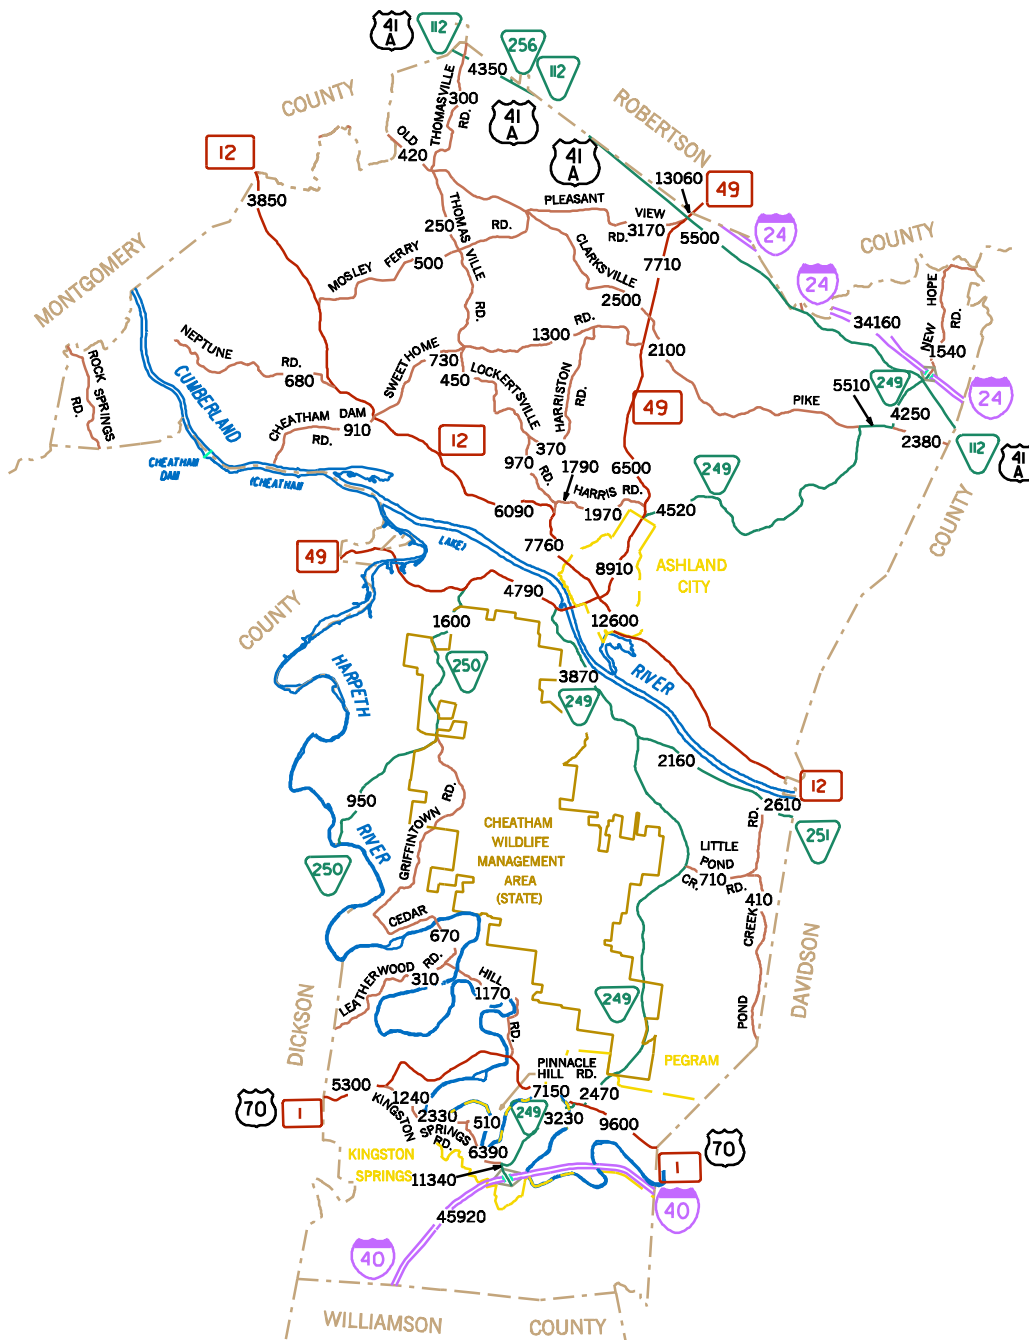 41
A
112
256
112
4350
COUNTY
THOMASVILLE
RD.
300
41
A
ROBERTSON
OLD
420
12
3850
41
A
13060
49
PLEASANT
VIEW
RD.
3170
5500
24
COUNTY
THOMASVILLE
RD.
250
RD.
MOSLEY FERRY
500
CLARKSVILLE
2500
7710
24
34160
NEW HOPE
RD.
1540
MONTGOMERY
NEPTUNE
RD.
680
ROCK SPRINGS
RD.
CUMBERLAND
SWEETHOME
730
450
1300
RD.
2100
LOCKERTSVILLE
RD.
HARRISTON
RD.
370
49
PIKE
5510
249
4250
24
2380
112
41
A
CHEATHAM DAM
RD.
910
12
970
1790
HARRIS RD.
1970
6500
249
4520
CHEATHAM
DAM
(CHEATHAM
LAKE)
6090
7760
COUNTY
49
8910
ASHLAND
CITY
COUNTY
4790
12600
1600
250
3870
249
RIVER
HARPETH
2160
12
2610
251
950
RIVER
250
GRIFFINTOWN
RD.
CHEATHAM
WILDLIFE
MANAGEMENT
AREA
(STATE)
LITTLE
POND
CR.
710
RD.
RD.
410
CREEK
POND
CEDAR
670
HILL
RD.
LEATHERWOOD
RD.
310
1170
249
DAVIDSON
DICKSON
PINNACLE
HILL RD.
PEGRAM
70
1
5300
1240
KINGSTON
SPRINGS
RD.
2330
510
7150
249
2470
3230
9600
6390
KINGSTON
SPRINGS
11340
1
70
40
45920
40
WILLIAMSON
COUNTY